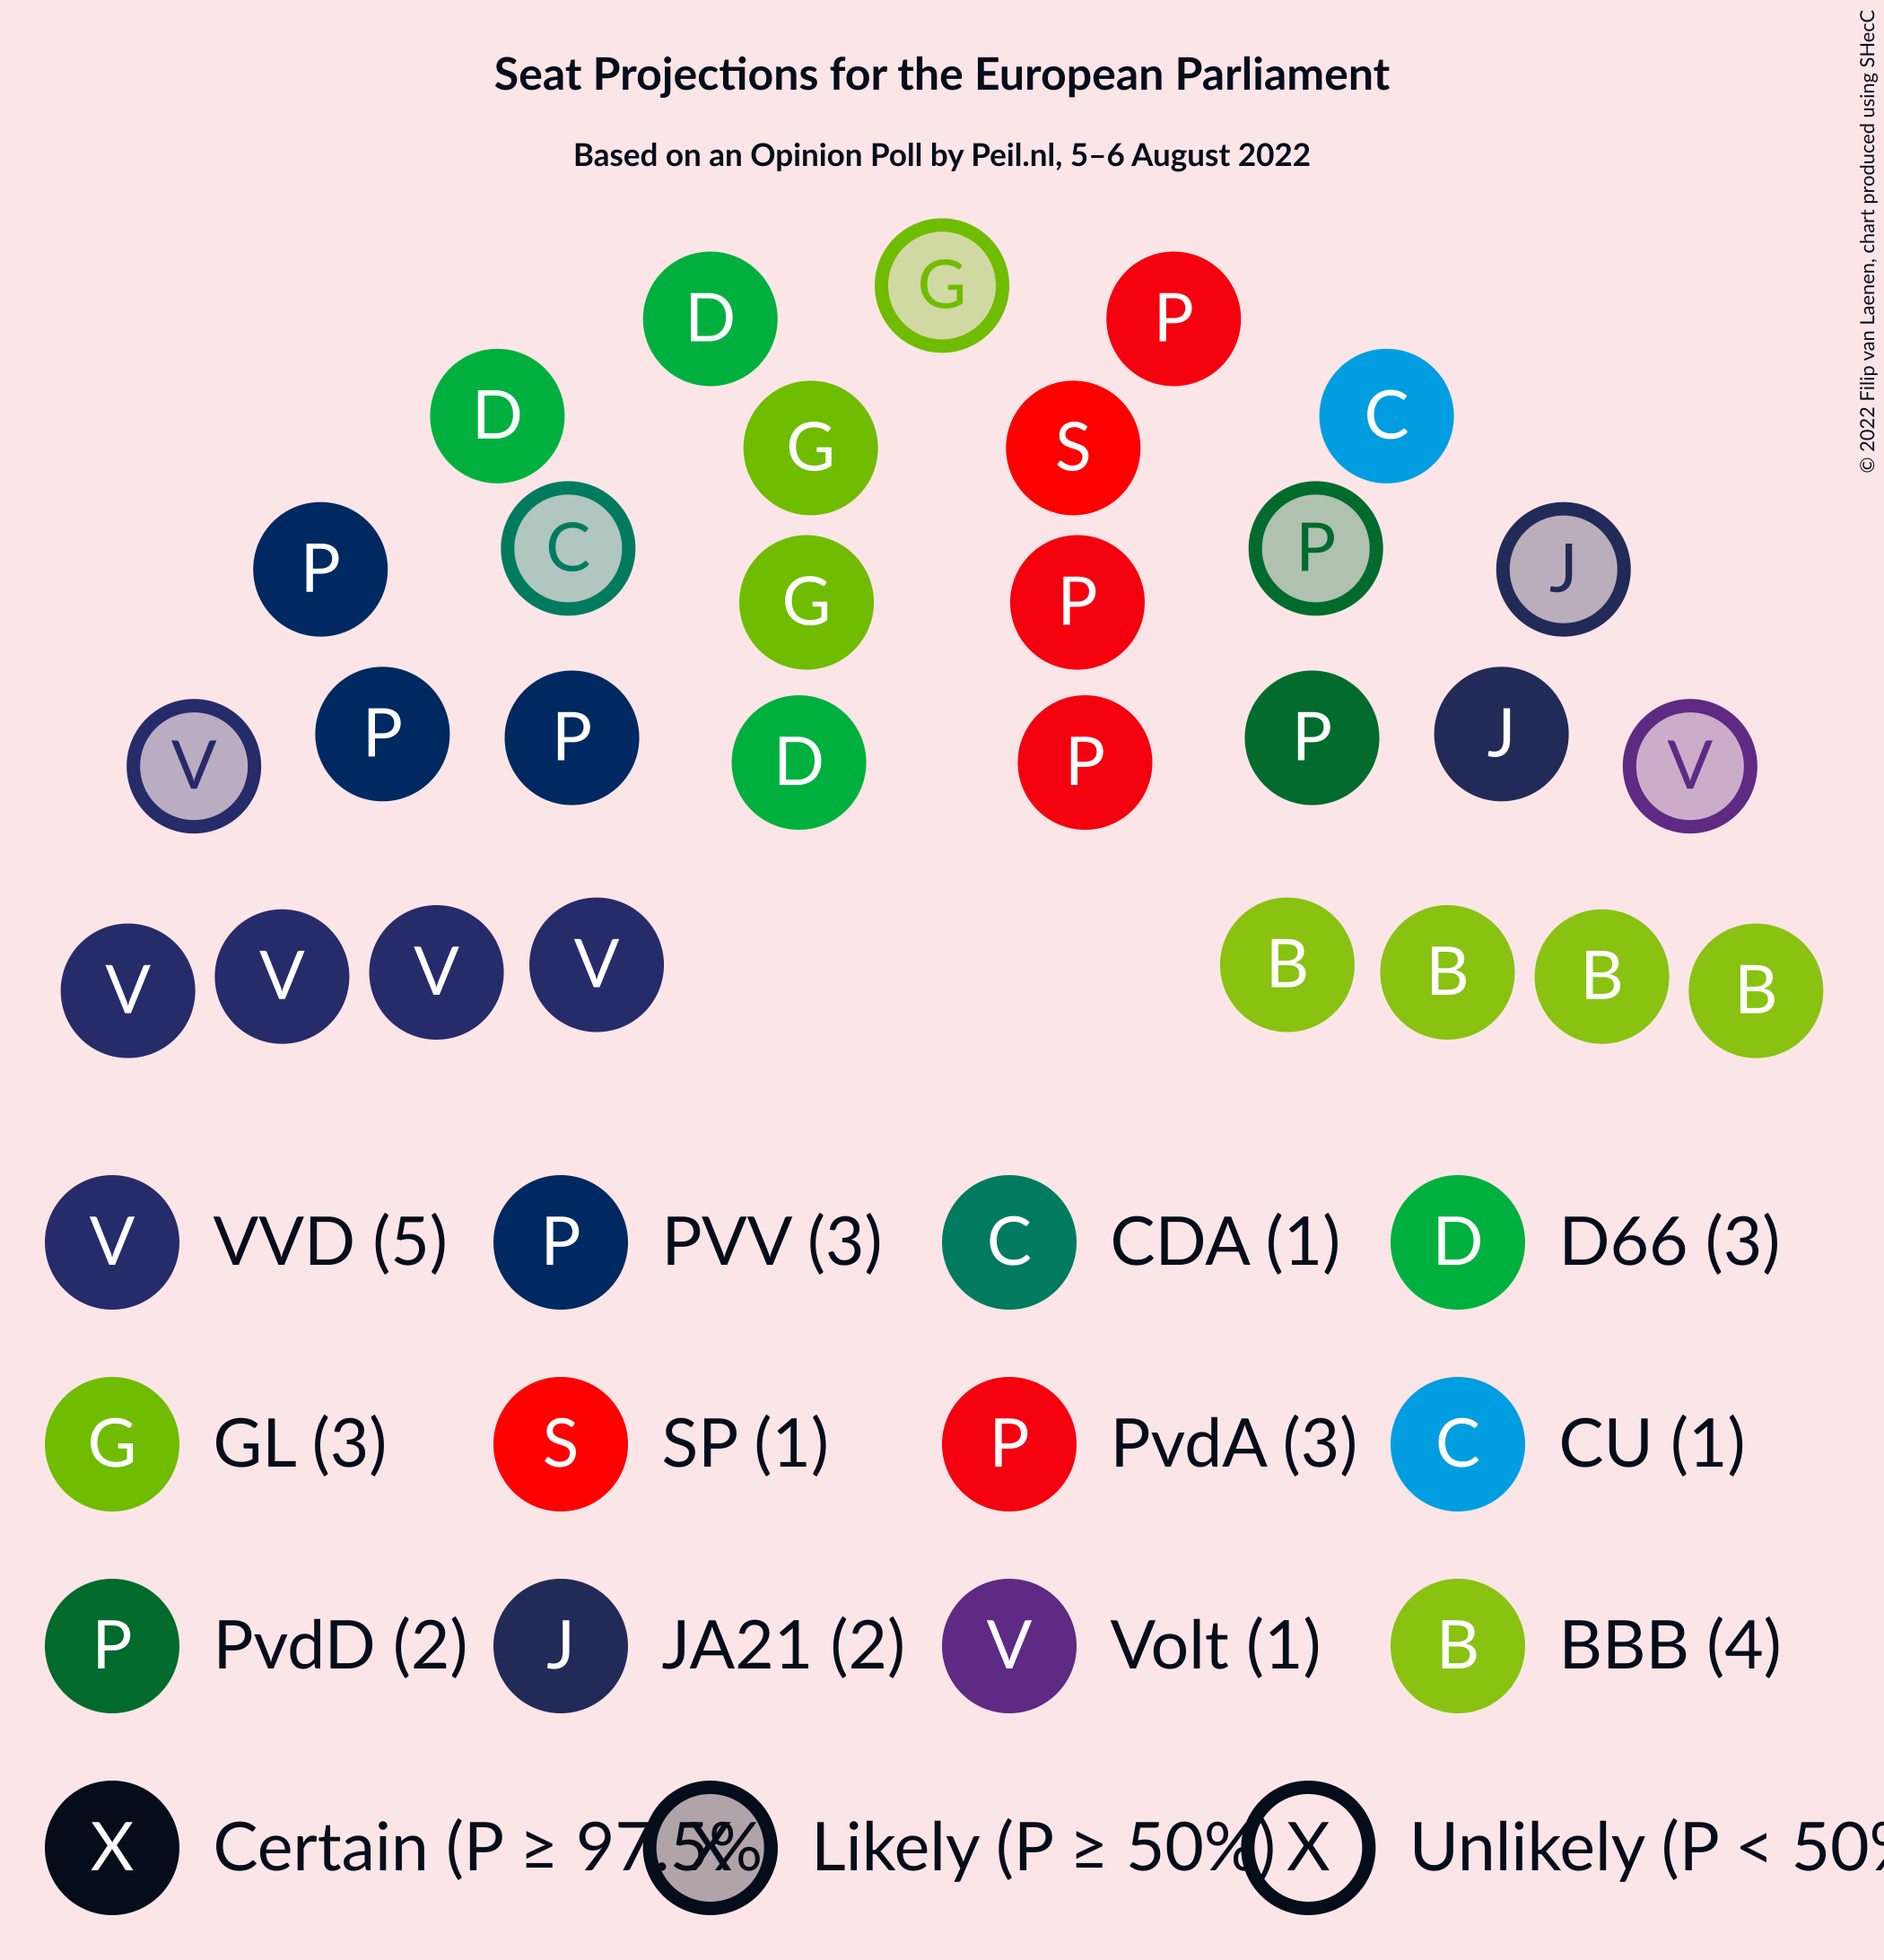 Seat Projections for the European Parliament
Based on an Opinion Poll by Peil.nl, 5–6 August 2022
© 2022 Filip van Laenen, chart produced using SHecC
G
D P
D C
G S
C P
P J
G P
P P P J
V V
D P
B B
V V V V B B
V VVD (5) P PVV (3) C CDA (1) D D66 (3)
G GL (3) S SP (1) P PvdA (3) C CU (1)
P PvdD (2) J JA21 (2) V Volt (1) B BBB (4)
X Certain (P ≥ 97.5% X Likely (P ≥ 50%) X Unlikely (P < 50%